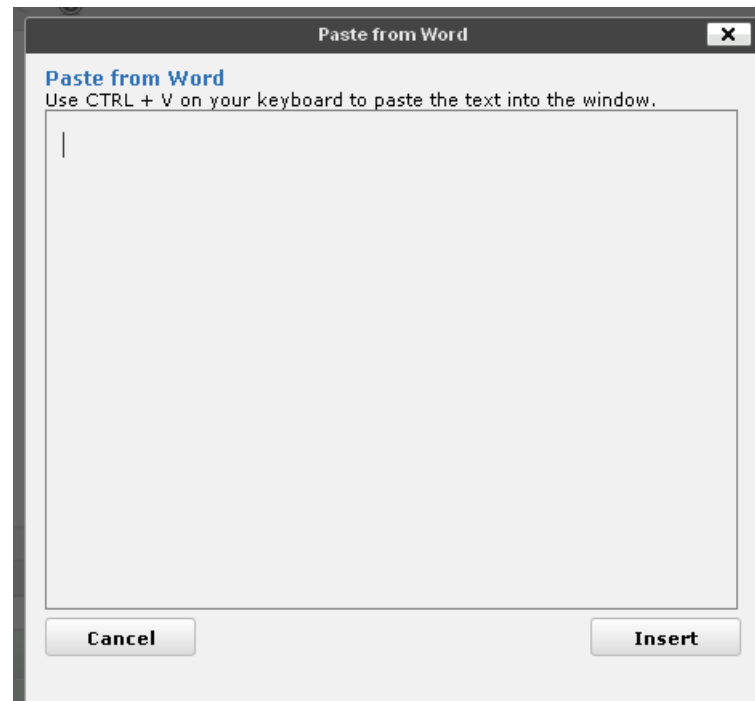 Paste from Word
Paste from Word
Use CTRL + V on your keyboard to paste the text into the window.
Cancel
Insert